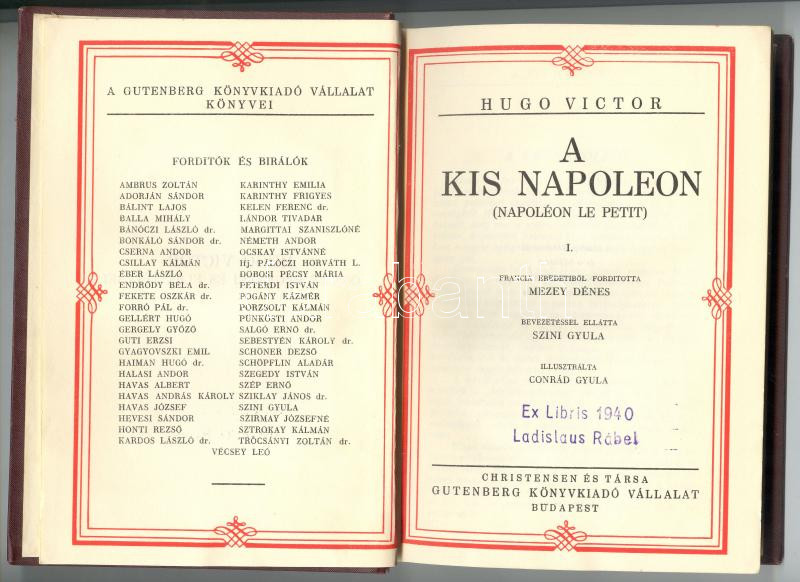 A GUTENBERG KÖNYVKIADÓ VÁLLALAT
KÖNYVEI
FORDITÓK ÉS BIRÁLÓK
AMBRUS ZOLTÁN
ADORJÁN SÁNDOR
BÁLINT LAJOS
BALLA MIHÁLY
BÁNÓCZI LÁSZLÓ dr.
BONKÁLÓ SÁNDOR dr.
CSERNA ANDOR
CSILLAY KÁLMÁN
ÉBER LÁSZLÓ
ENDRŐDY BÉLA dr.
FEKETE OSZKÁR dr.
FORRÓ PÁL dr.
GELLÉRT HUGÓ
GERGELY GYŐZŐ
GUTI ERZSI
GYAGYOVSZKI EMIL
HAIMAN HUGÓ dr.
HALASI ANDOR
HAVAS ALBERT
HAVAS ANDRÁS KÁROLY
HAVAS JÓZSEF
HEVESI SÁNDOR
HONTI REZSŐ
KARDOS LÁSZLÓ dr.
KARINTHY EMILIA
KARINTHY FRIGYES
KELEN FERENC dr.
LÁNDOR TIVADAR
MARGITTAI SZANISZLÓNÉ
NÉMETH ANDOR
OCSKAY ISTVÁNNÉ
Hj. PÁLÓCZI HORVÁTH L.
DOBOSI PÉCSY MÁRIA
PETERDI ISTVÁN
POGÁNY KÁZMÉR
PORZSOLT KÁLMÁN
PÜNKÖSTI ANDOR
SALGÓ ERNŐ dr.
SEBESTYÉN KÁROLY dr.
SCHÖNER DEZSŐ
SCHÖPFLIN ALADÁR
SZEGEDY ISTVÁN
SZÉP ERNŐ
SZIKLAY JÁNOS dr.
SZINI GYULA
SZIRMAY JÓZSEFNÉ
SZTROKAY KÁLMÁN
TRÓCSÁNYI ZOLTÁN dr.
VÉCSEY LEÓ
HUGO VICTOR
A
KIS NAPOLEON
(NAPOLÉON LE PETIT)
I.
FRANCIA EREDETIBŐL FORDITOTTA
MEZEY DÉNES
BEVEZETÉSSEL ELLÁTTA
SZINI GYULA
ILLUSZTRÁLTA
CONRÁD GYULA
Ex Libris 1940
Ladislaus Rábel
CHRISTENSEN ÉS TÁRSA
GUTENBERG KÖNYVKIADÓ VÁLLALAT
BUDAPEST